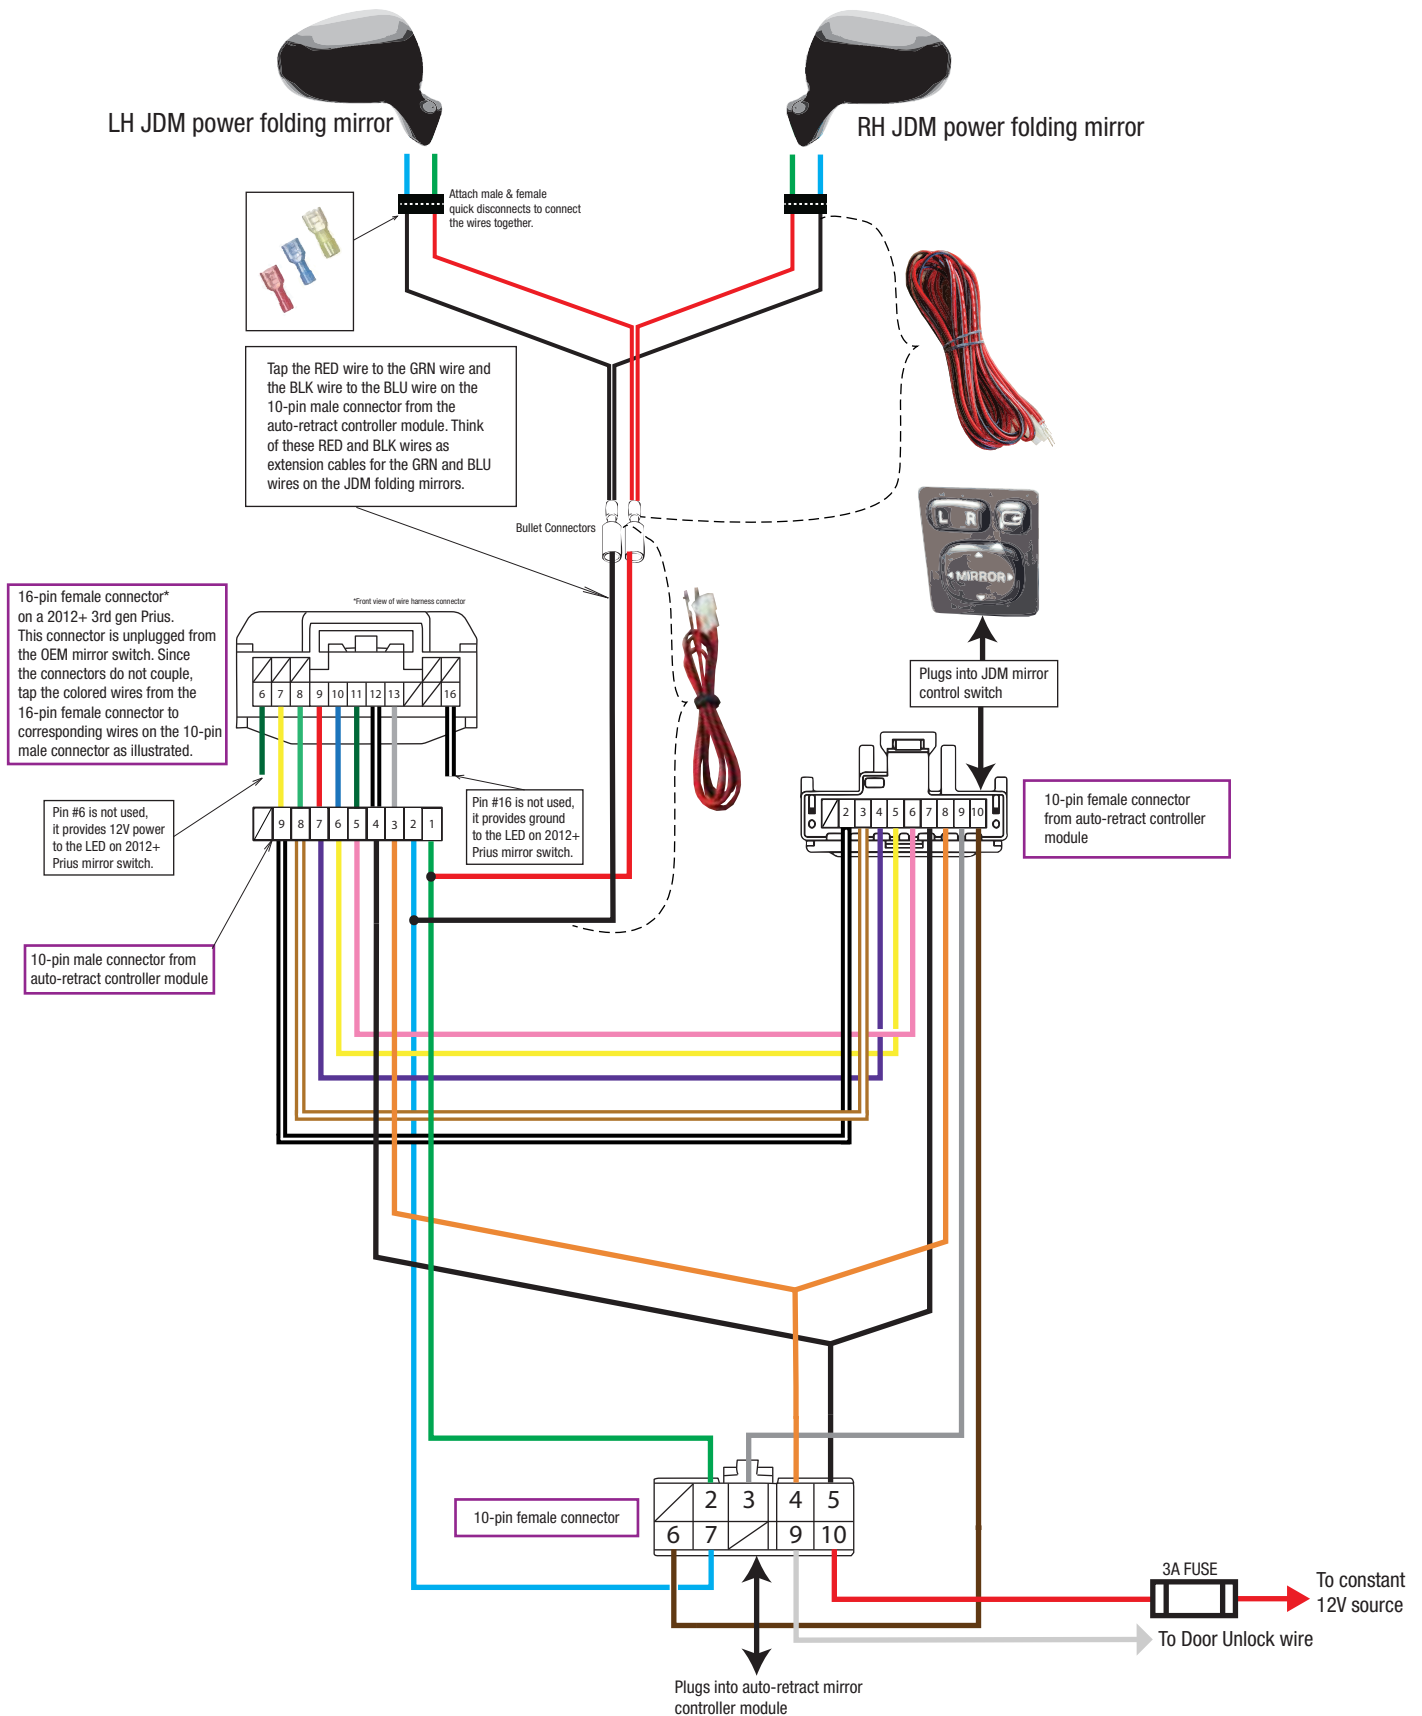 LH JDM power folding mirror
RH JDM power folding mirror
Attach male & female
quick disconnects to connect
the wires together.
Tap the RED wire to the GRN wire and
the BLK wire to the BLU wire on the
10-pin male connector from the
auto-retract controller module. Think
of these RED and BLK wires as
extension cables for the GRN and BLU
wires on the JDM folding mirrors.
Bullet Connectors
L R
MIRROR
Plugs into JDM mirror
control switch
16-pin female connector*
on a 2012+ 3rd gen Prius.
This connector is unplugged from
the OEM mirror switch. Since
the connectors do not couple,
tap the colored wires from the
16-pin female connector to
corresponding wires on the 10-pin
male connector as illustrated.
*Front view of wire harness connector
6 7 8 9 10 11 12 13 16
Pin #6 is not used,
it provides 12V power
to the LED on 2012+
Prius mirror switch.
Pin #16 is not used,
it provides ground
to the LED on 2012+
Prius mirror switch.
9 8 7 6 5 4 3 2 1
2 3 4 5 6 7 8 9 10
10-pin female connector
from auto-retract controller
module
10-pin male connector from
auto-retract controller module
10-pin female connector
2 3 4 5
6 7 9 10
3A FUSE
To constant
12V source
To Door Unlock wire
Plugs into auto-retract mirror
controller module